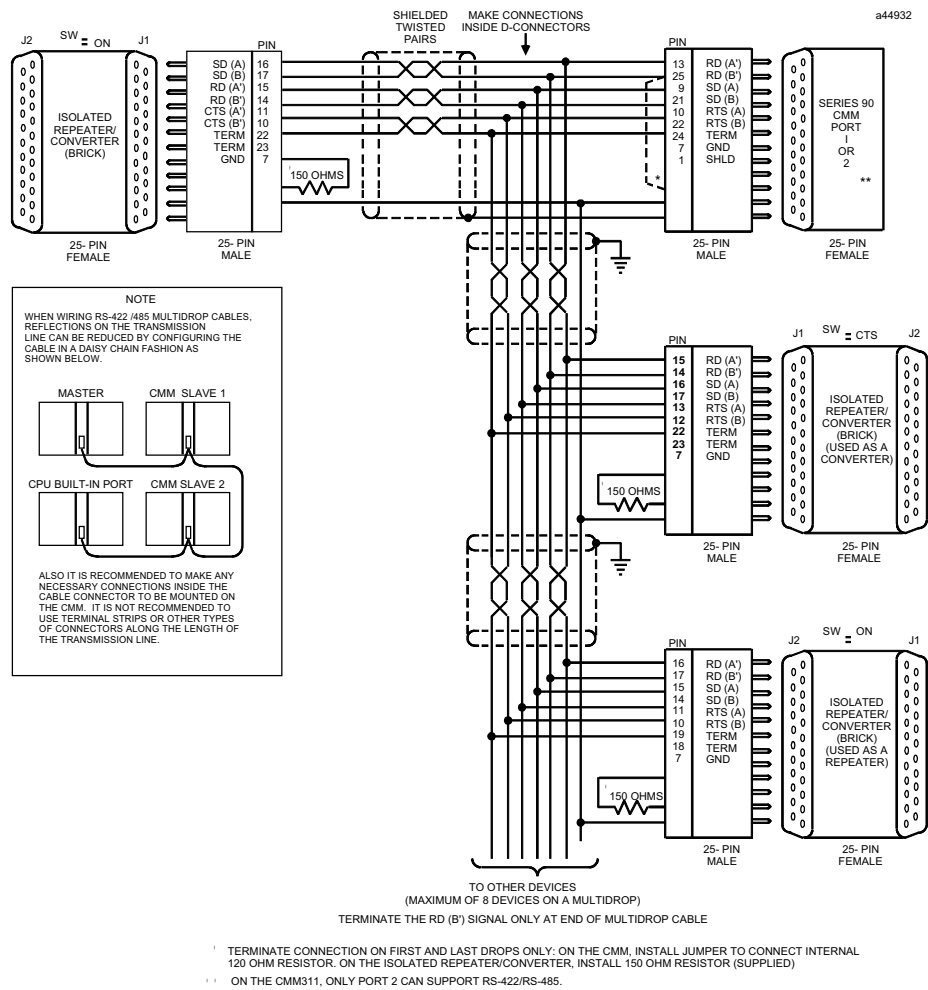 a44932
SHIELDED
TWISTED
PAIRS
MAKE CONNECTIONS
INSIDE D-CONNECTORS
J2
SW
ON
J1
PIN
SD (A) 16
SD (B) 17
RD (A') 15
RD (B') 14
CTS (A') 11
CTS (B') 10
TERM 22
TERM 23
GND 7
ISOLATED
REPEATER/
CONVERTER
(BRICK)
150 OHMS
25- PIN
FEMALE
25- PIN
MALE
PIN
13 RD (A')
25 RD (B')
9 SD (A)
21 SD (B)
10 RTS (A)
22 RTS (B)
24 TERM
7 GND
1 SHLD
*
SERIES 90
CMM
PORT
I
OR
2
**
25- PIN
MALE
25- PIN
FEMALE
NOTE
WHEN WIRING RS-422 /485 MULTIDROP CABLES,
REFLECTIONS ON THE TRANSMISSION
LINE CAN BE REDUCED BY CONFIGURING THE
CABLE IN A DAISY CHAIN FASHION AS
SHOWN BELOW.
MASTER
CMM SLAVE 1
CPU BUILT-IN PORT
CMM SLAVE 2
ALSO IT IS RECOMMENDED TO MAKE ANY
NECESSARY CONNECTIONS INSIDE THE
CABLE CONNECTOR TO BE MOUNTED ON
THE CMM. IT IS NOT RECOMMENDED TO
USE TERMINAL STRIPS OR OTHER TYPES
OF CONNECTORS ALONG THE LENGTH OF
THE TRANSMISSION LINE.
PIN
15 RD (A')
14 RD (B')
16 SD (A)
17 SD (B)
13 RTS (A)
12 RTS (B)
22 TERM
23 TERM
7 GND
150 OHMS
J1
SW
CTS
J2
ISOLATED
REPEATER/
CONVERTER
(BRICK)
(USED AS A
CONVERTER)
25- PIN
MALE
25- PIN
FEMALE
PIN
16 RD (A')
17 RD (B')
15 SD (A)
14 SD (B)
11 RTS (A)
10 RTS (B)
19 TERM
18 TERM
7 GND
150 OHMS
J2
SW
ON
J1
ISOLATED
REPEATER/
CONVERTER
(BRICK)
(USED AS A
REPEATER)
25- PIN
MALE
25- PIN
FEMALE
TO OTHER DEVICES
(MAXIMUM OF 8 DEVICES ON A MULTIDROP)
TERMINATE THE RD (B') SIGNAL ONLY AT END OF MULTIDROP CABLE
TERMINATE CONNECTION ON FIRST AND LAST DROPS ONLY: ON THE CMM, INSTALL JUMPER TO CONNECT INTERNAL
120 OHM RESISTOR. ON THE ISOLATED REPEATER/CONVERTER, INSTALL 150 OHM RESISTOR (SUPPLIED)
ON THE CMM311, ONLY PORT 2 CAN SUPPORT RS-422/RS-485.